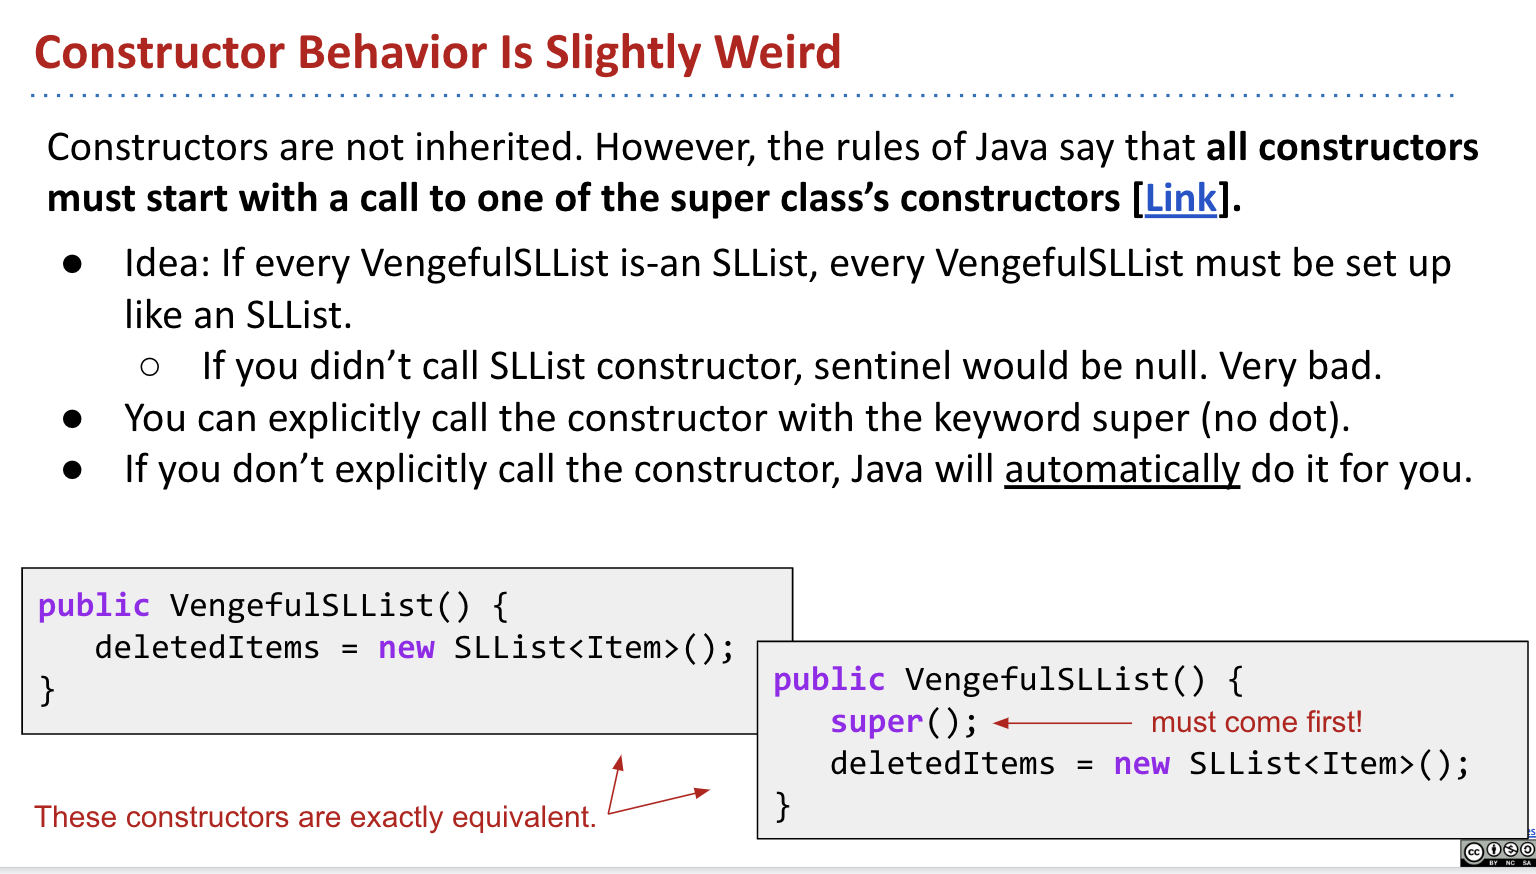 Constructor Behavior Is Slightly Weird
Constructors are not inherited. However, the rules of Java say that all constructors
must start with a call to one of the super class’s constructors [Link].
● Idea: If every VengefulSLList is-an SLList, every VengefulSLList must be set up
like an SLList.
○ If you didn’t call SLList constructor, sentinel would be null. Very bad.
● You can explicitly call the constructor with the keyword super (no dot).
● If you don’t explicitly call the constructor, Java will automatically do it for you.
public VengefulSLList() {
deletedItems = new SLList<Item>();
}
public VengefulSLList() {
super(); must come first!
deletedItems = new SLList<Item>();
}
These constructors are exactly equivalent.
cc BY NC SA